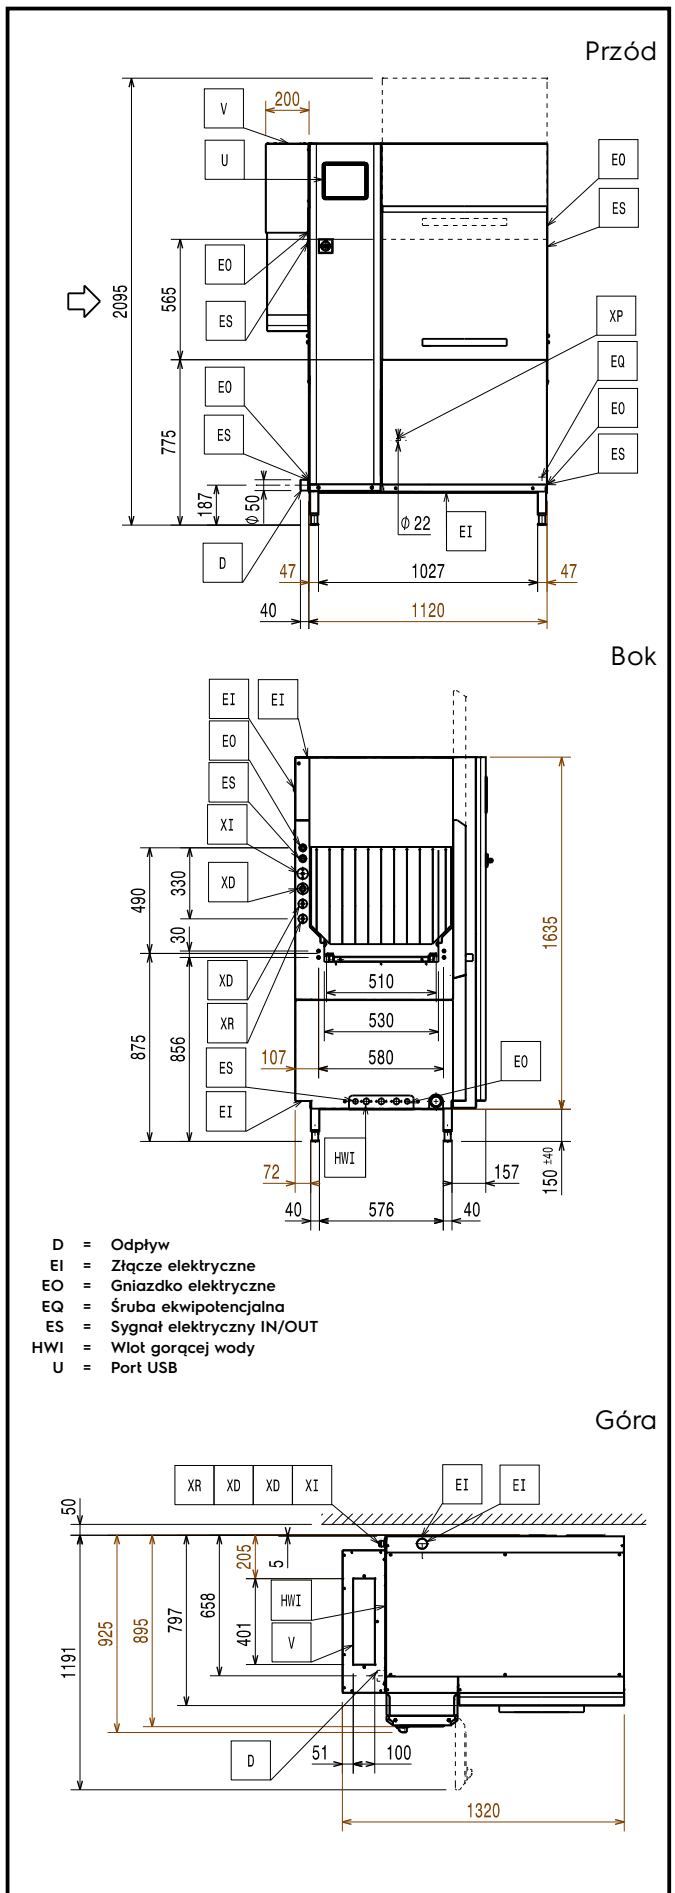 Przód
200
V
U
EO
ES
EO
ES
2095
565
XP
EQ
EO
EO
775
ES
ES
187
Ø 50
Ø 22
EI
D
47
1027
47
40
1120
Bok
EI
EI
EO
ES
XI
XD
490
330
30
1635
XD
510
XR
530
875
856
107
580
ES
EO
EI
HWI
72
157
150 ±40
40
576
40
D = Odpływ
EI = Złącze elektryczne
EO = Gniazdko elektryczne
EQ = Śruba ekwipotencjalna
ES = Sygnał elektryczny IN/OUT
HWI = Wlot gorącej wody
U = Port USB
Góra
XR XD XD XI
EI
EI
50
205
5
HWI
V
1191
925
895
797
658
401
D
51
100
1320